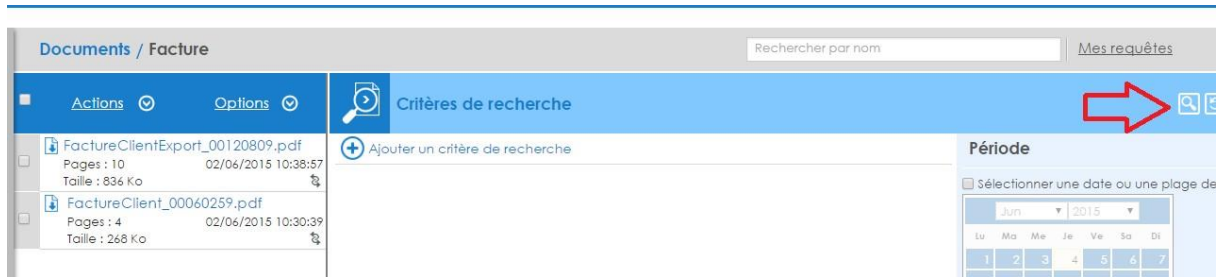 Documents / Facture
Rechercher par nom
Mes requêtes
Actions
Options
Critères de recherche
FactureClientExport_00120809.pdf
Pages : 10
02/06/2015 10:38:57
Taille : 836 Ko
FactureClient_00060259.pdf
Pages : 4
02/06/2015 10:30:39
Taille : 268 Ko
Ajouter un critère de recherche
Période
Sélectionner une date ou une plage de
Jun
2015
Lu Ma Me Je Ve Sa Di
1 2 3 4 5 6 7